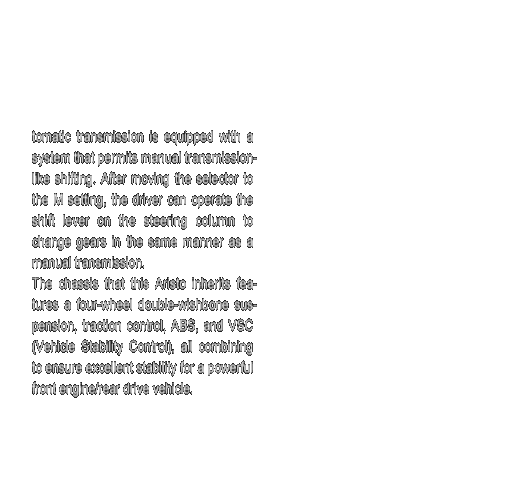 tomatic transmission is equipped with a
system that permits manual transmission-
like shifting. After moving the selector to
the M setting, the driver can operate the
shift lever on the steering column to
change gears in the same manner as a
manual transmission.
The chassis that this Aristo inherits fea-
tures a four-wheel double-wishbone sus-
pension, traction control, ABS, and VSC
(Vehicle Stability Control), all combining
to ensure excellent stability for a powerful
front engine/rear drive vehicle.